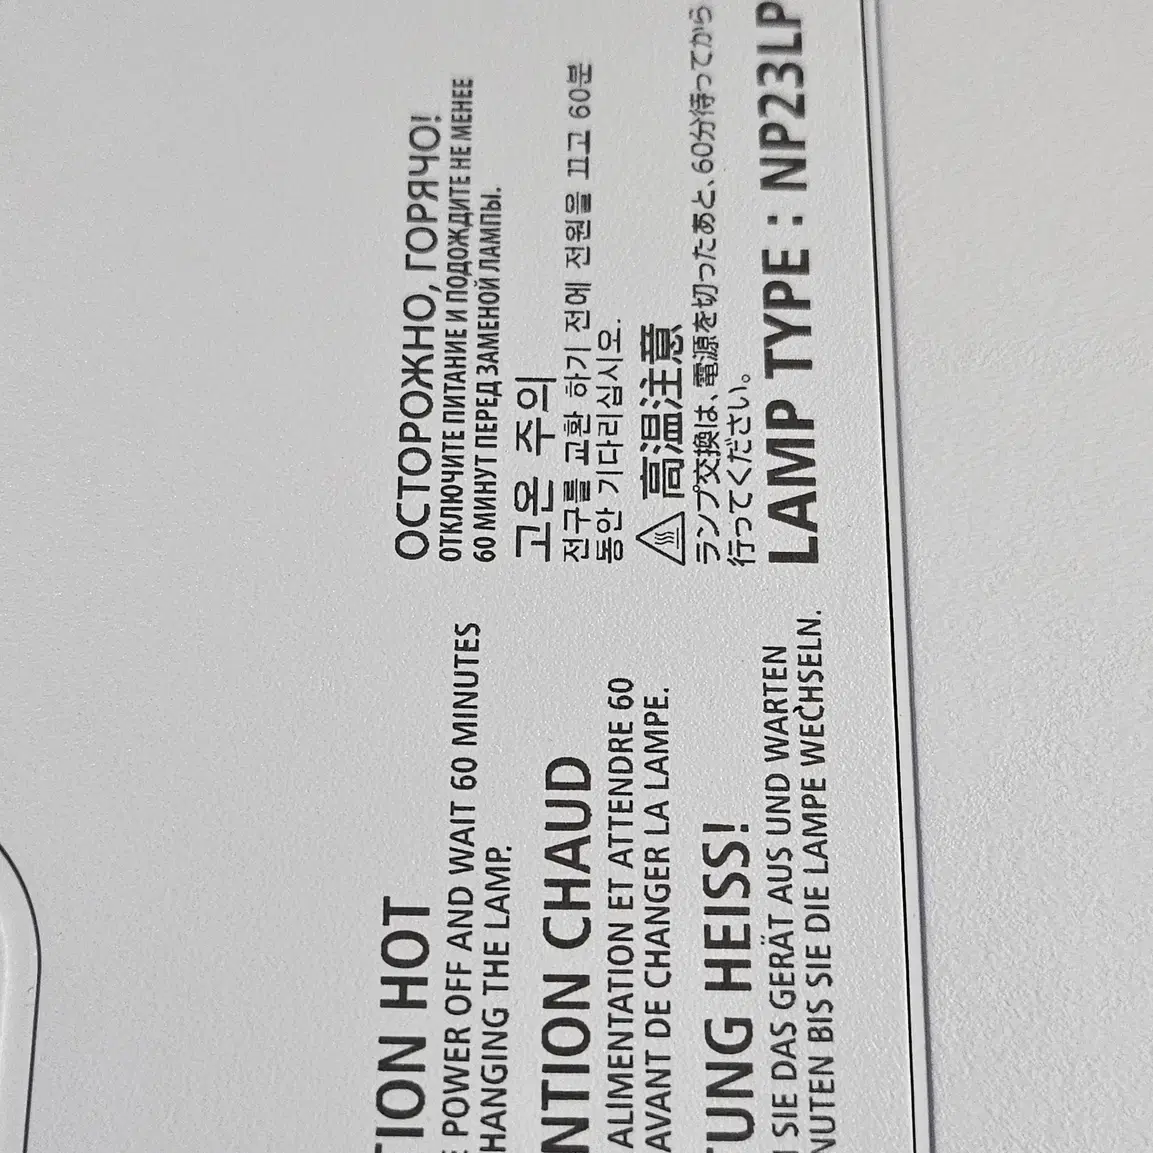 TION HOT
POWER OFF AND WAIT 60 MINUTES
HANGING THE LAMP.
NTION CHAUD
ALIMENTATION ET ATTENDRE 60
AVANT DE CHANGER LA LAMPE.
TUNG HEISS!
SIE DAS GERÄT AUS UND WARTEN
NUTEN BIS SIE DIE LAMPE WECHSELN.
ОСТОРОЖНО, ГОРЯЧО!
ОТКЛЮЧИТЕ ПИТАНИЕ И ПОДОЖДИТЕ НЕ МЕНЕЕ
60 МИНУТ ПЕРЕД ЗАМЕНОЙ ЛАМПЫ.
고온 주의
전구를 교환 하기 전에 전원을 끄고 60분
동안 기다리십시오.
高温注意
ランプ交換は、電源を切ったあと、60分待ってから
行ってください。
LAMP TYPE : NP23LP